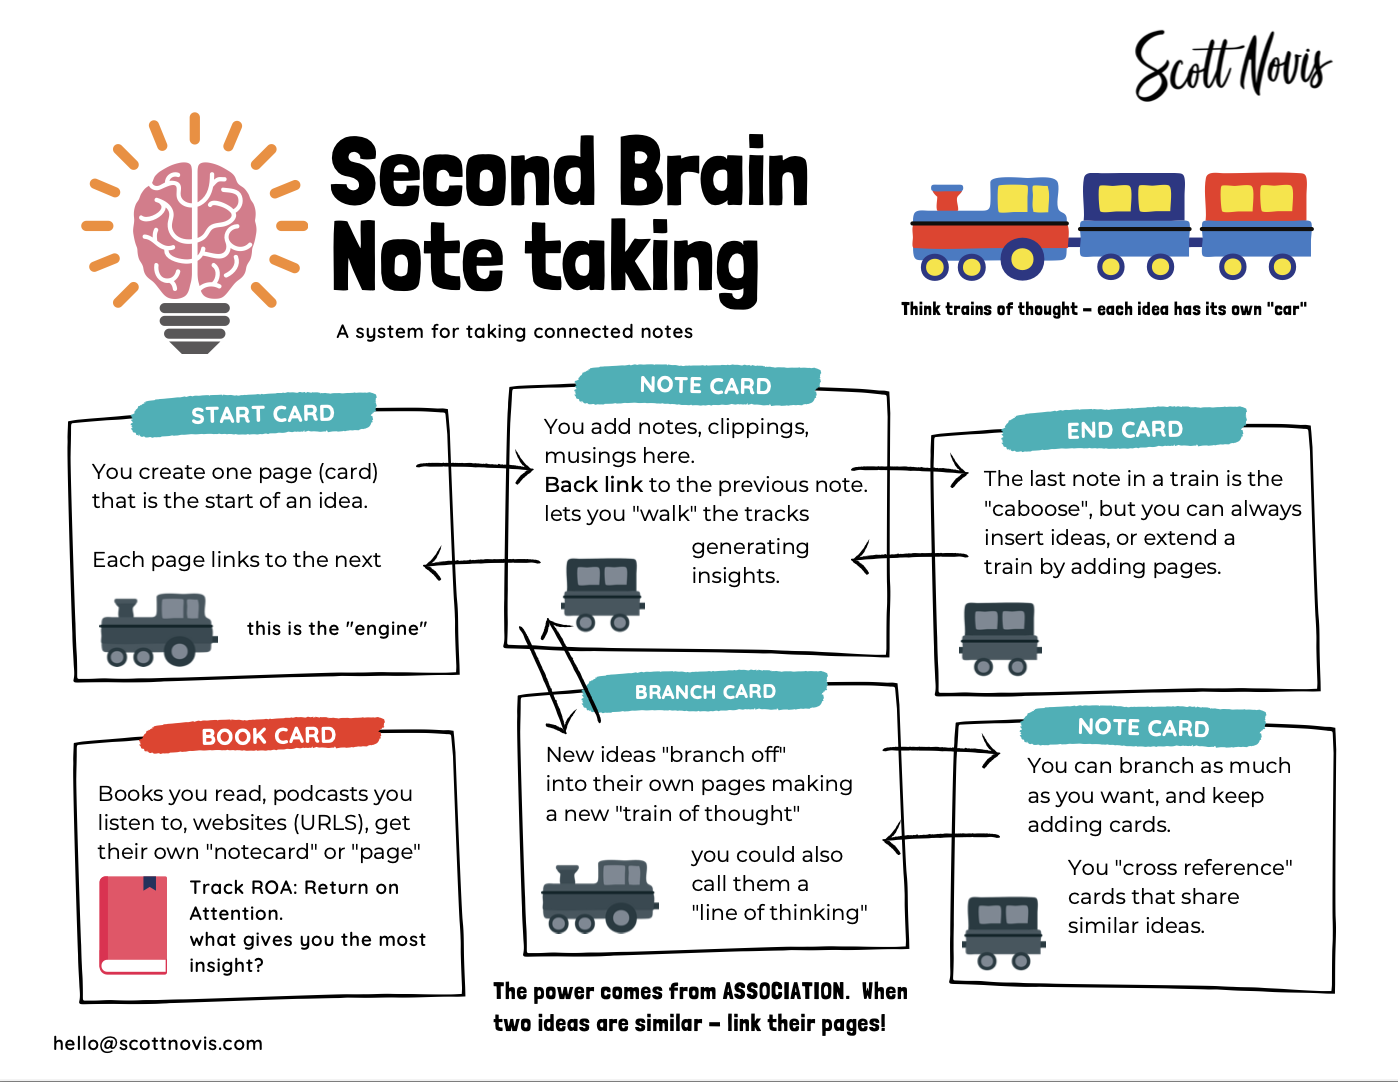 Scott Novis
Second Brain
Note taking
A system for taking connected notes
Think trains of thought – each idea has its own "car"
START CARD
You create one page (card)
that is the start of an idea.
Each page links to the next
this is the "engine"
NOTE CARD
You add notes, clippings,
musings here.
Back link to the previous note.
lets you "walk" the tracks
generating
insights.
END CARD
The last note in a train is the
"caboose", but you can always
insert ideas, or extend a
train by adding pages.
BOOK CARD
Books you read, podcasts you
listen to, websites (URLS), get
their own "notecard" or "page"
Track ROA: Return on
Attention.
what gives you the most
insight?
BRANCH CARD
New ideas "branch off"
into their own pages making
a new "train of thought"
you could also
call them a
"line of thinking"
NOTE CARD
You can branch as much
as you want, and keep
adding cards.
You "cross reference"
cards that share
similar ideas.
The power comes from ASSOCIATION.  When
two ideas are similar – link their pages!
hello@scottnovis.com